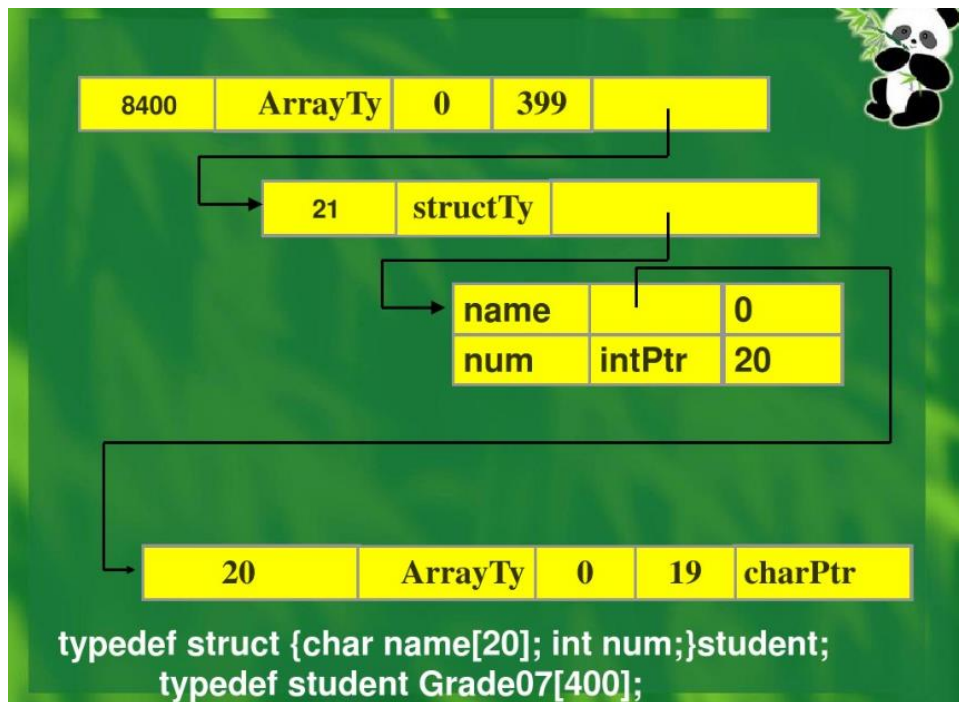 8400 ArrayTy 0 399
21 structTy
name 0
num intPtr 20
20 ArrayTy 0 19 charPtr
typedef struct {char name[20]; int num;}student;
typedef student Grade07[400];